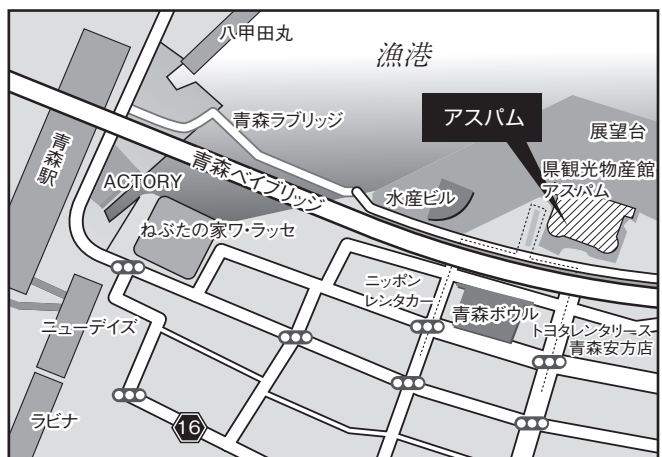 八甲田丸
漁港
アスパム
青森ラブリッジ
展望台
青森駅
県観光物産館
アスパム
ACTORY
青森ベイブリッジ
水産ビル
ねぶたの家ワ・ラッセ
ニッポン
レンタカー
青森ボウル
ニューデイズ
トヨタレンタリース
青森安方店
ラビナ
16